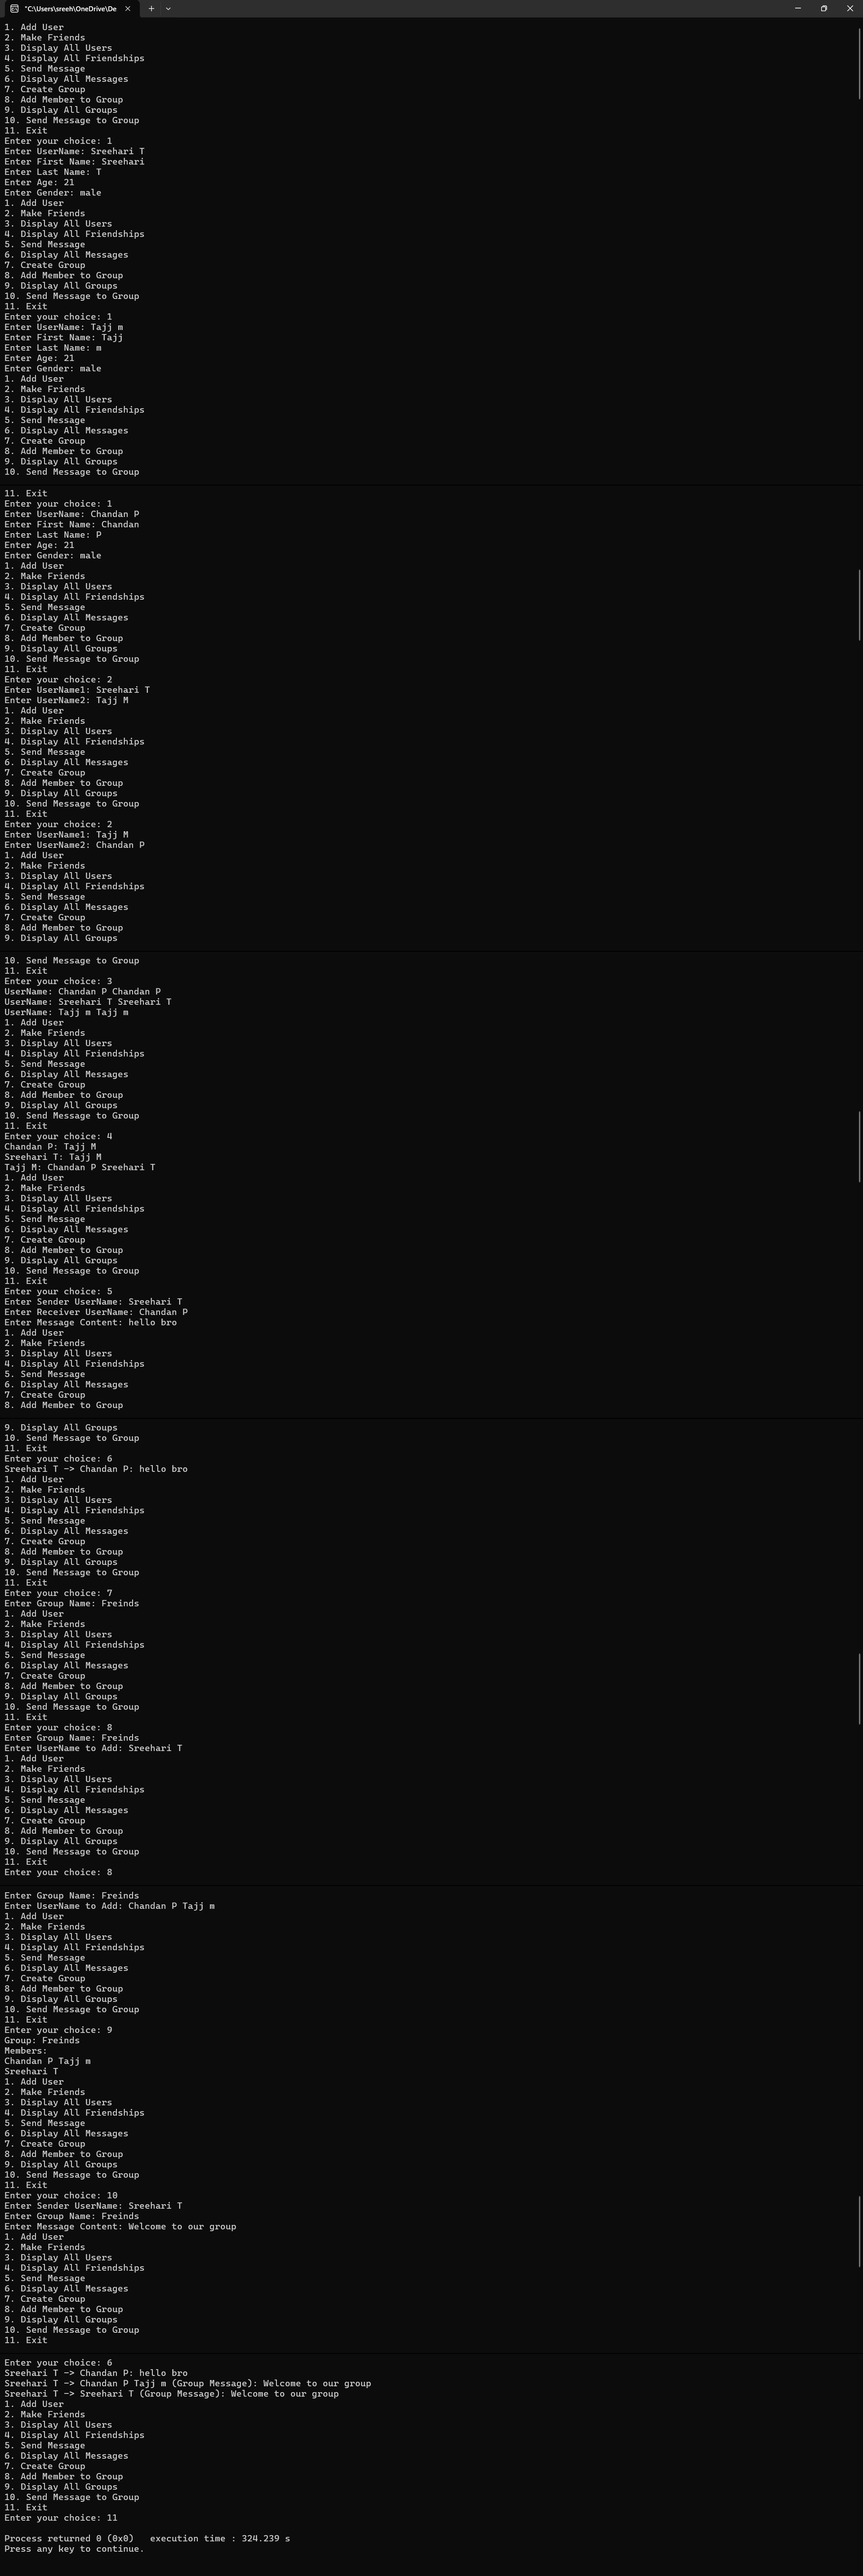 "C:\Users\sreeh\OneDrive\De
1. Add User
2. Make Friends
3. Display All Users
4. Display All Friendships
5. Send Message
6. Display All Messages
7. Create Group
8. Add Member to Group
9. Display All Groups
10. Send Message to Group
11. Exit
Enter your choice: 1
Enter UserName: Sreehari T
Enter First Name: Sreehari
Enter Last Name: T
Enter Age: 21
Enter Gender: male
1. Add User
2. Make Friends
3. Display All Users
4. Display All Friendships
5. Send Message
6. Display All Messages
7. Create Group
8. Add Member to Group
9. Display All Groups
10. Send Message to Group
11. Exit
Enter your choice: 1
Enter UserName: Tajj m
Enter First Name: Tajj
Enter Last Name: m
Enter Age: 21
Enter Gender: male
1. Add User
2. Make Friends
3. Display All Users
4. Display All Friendships
5. Send Message
6. Display All Messages
7. Create Group
8. Add Member to Group
9. Display All Groups
10. Send Message to Group
11. Exit
Enter your choice: 1
Enter UserName: Chandan P
Enter First Name: Chandan
Enter Last Name: P
Enter Age: 21
Enter Gender: male
1. Add User
2. Make Friends
3. Display All Users
4. Display All Friendships
5. Send Message
6. Display All Messages
7. Create Group
8. Add Member to Group
9. Display All Groups
10. Send Message to Group
11. Exit
Enter your choice: 2
Enter UserName1: Sreehari T
Enter UserName2: Tajj M
1. Add User
2. Make Friends
3. Display All Users
4. Display All Friendships
5. Send Message
6. Display All Messages
7. Create Group
8. Add Member to Group
9. Display All Groups
10. Send Message to Group
11. Exit
Enter your choice: 2
Enter UserName1: Tajj M
Enter UserName2: Chandan P
1. Add User
2. Make Friends
3. Display All Users
4. Display All Friendships
5. Send Message
6. Display All Messages
7. Create Group
8. Add Member to Group
9. Display All Groups
10. Send Message to Group
11. Exit
Enter your choice: 3
UserName: Chandan P Chandan P
UserName: Sreehari T Sreehari T
UserName: Tajj m Tajj m
1. Add User
2. Make Friends
3. Display All Users
4. Display All Friendships
5. Send Message
6. Display All Messages
7. Create Group
8. Add Member to Group
9. Display All Groups
10. Send Message to Group
11. Exit
Enter your choice: 4
Chandan P: Tajj M
Sreehari T: Tajj M
Tajj M: Chandan P Sreehari T
1. Add User
2. Make Friends
3. Display All Users
4. Display All Friendships
5. Send Message
6. Display All Messages
7. Create Group
8. Add Member to Group
9. Display All Groups
10. Send Message to Group
11. Exit
Enter your choice: 5
Enter Sender UserName: Sreehari T
Enter Receiver UserName: Chandan P
Enter Message Content: hello bro
1. Add User
2. Make Friends
3. Display All Users
4. Display All Friendships
5. Send Message
6. Display All Messages
7. Create Group
8. Add Member to Group
9. Display All Groups
10. Send Message to Group
11. Exit
Enter your choice: 6
Sreehari T -> Chandan P: hello bro
1. Add User
2. Make Friends
3. Display All Users
4. Display All Friendships
5. Send Message
6. Display All Messages
7. Create Group
8. Add Member to Group
9. Display All Groups
10. Send Message to Group
11. Exit
Enter your choice: 7
Enter Group Name: Freinds
1. Add User
2. Make Friends
3. Display All Users
4. Display All Friendships
5. Send Message
6. Display All Messages
7. Create Group
8. Add Member to Group
9. Display All Groups
10. Send Message to Group
11. Exit
Enter your choice: 8
Enter Group Name: Freinds
Enter UserName to Add: Sreehari T
1. Add User
2. Make Friends
3. Display All Users
4. Display All Friendships
5. Send Message
6. Display All Messages
7. Create Group
8. Add Member to Group
9. Display All Groups
10. Send Message to Group
11. Exit
Enter your choice: 8
Enter Group Name: Freinds
Enter UserName to Add: Chandan P Tajj m
1. Add User
2. Make Friends
3. Display All Users
4. Display All Friendships
5. Send Message
6. Display All Messages
7. Create Group
8. Add Member to Group
9. Display All Groups
10. Send Message to Group
11. Exit
Enter your choice: 9
Group: Freinds
Members:
Chandan P Tajj m
Sreehari T
1. Add User
2. Make Friends
3. Display All Users
4. Display All Friendships
5. Send Message
6. Display All Messages
7. Create Group
8. Add Member to Group
9. Display All Groups
10. Send Message to Group
11. Exit
Enter your choice: 10
Enter Sender UserName: Sreehari T
Enter Group Name: Freinds
Enter Message Content: Welcome to our group
1. Add User
2. Make Friends
3. Display All Users
4. Display All Friendships
5. Send Message
6. Display All Messages
7. Create Group
8. Add Member to Group
9. Display All Groups
10. Send Message to Group
11. Exit
Enter your choice: 6
Sreehari T -> Chandan P: hello bro
Sreehari T -> Chandan P Tajj m (Group Message): Welcome to our group
Sreehari T -> Sreehari T (Group Message): Welcome to our group
1. Add User
2. Make Friends
3. Display All Users
4. Display All Friendships
5. Send Message
6. Display All Messages
7. Create Group
8. Add Member to Group
9. Display All Groups
10. Send Message to Group
11. Exit
Enter your choice: 11
Process returned 0 (0x0)   execution time : 324.239 s
Press any key to continue.